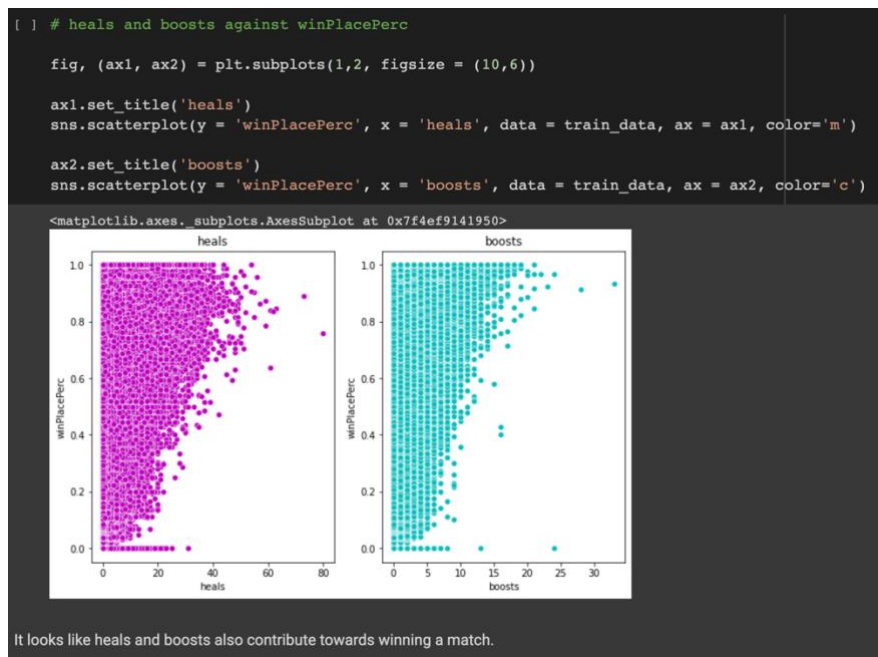 [ ] # heals and boosts against winPlacePerc
fig, (ax1, ax2) = plt.subplots(1,2, figsize = (10,6))
ax1.set_title('heals')
sns.scatterplot(y = 'winPlacePerc', x = 'heals', data = train_data, ax = ax1, color='m')
ax2.set_title('boosts')
sns.scatterplot(y = 'winPlacePerc', x = 'boosts', data = train_data, ax = ax2, color='c')
<matplotlib.axes._subplots.AxesSubplot at 0x7f4ef9141950>
heals
1.0
0.8
0.6
0.4
0.2
0.0
winPlacePerc
0 20 40 60 80
heals
boosts
1.0
0.8
0.6
0.4
0.2
0.0
winPlacePerc
0 5 10 15 20 25 30
boosts
It looks like heals and boosts also contribute towards winning a match.